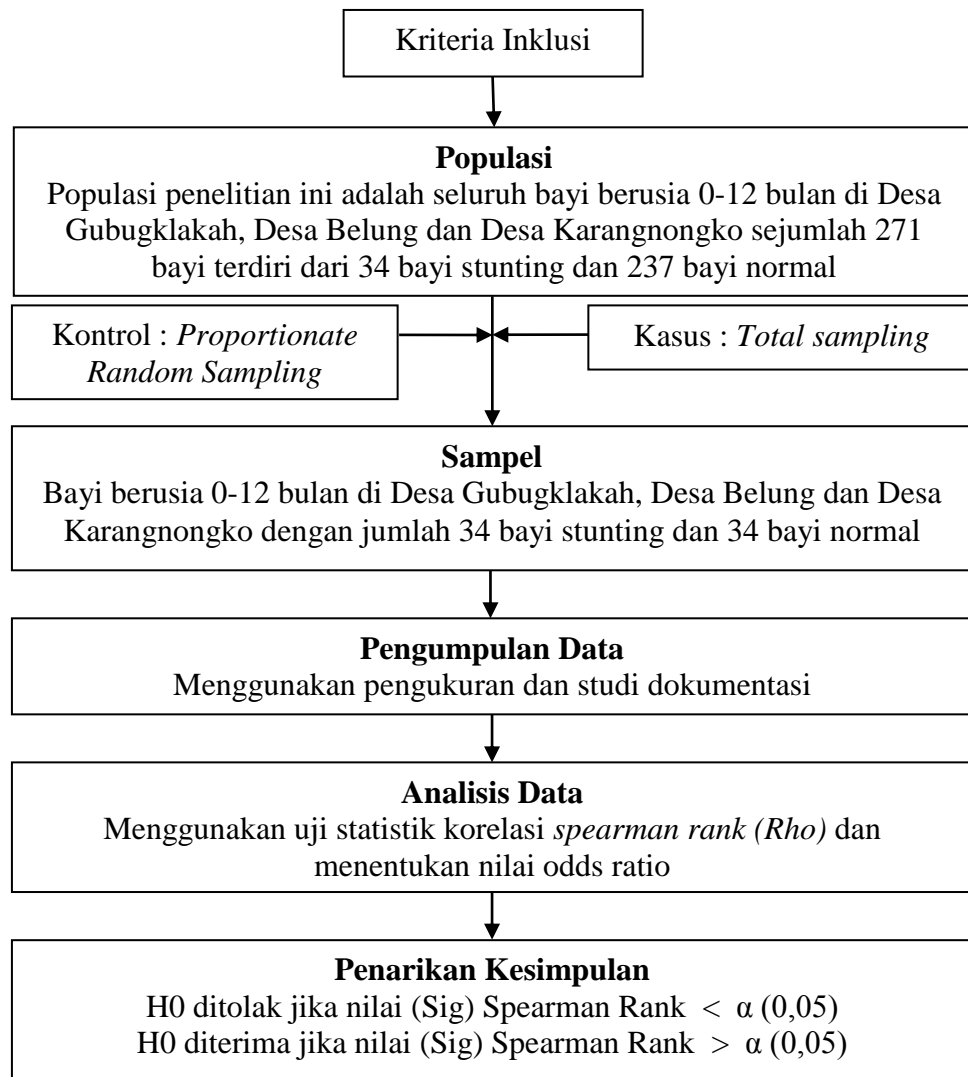 Kriteria Inklusi
Populasi
Populasi penelitian ini adalah seluruh bayi berusia 0-12 bulan di Desa
Gubugklakah, Desa Belung dan Desa Karangnongko sejumlah 271
bayi terdiri dari 34 bayi stunting dan 237 bayi normal
Kontrol : Proportionate
Random Sampling
Kasus : Total sampling
Sampel
Bayi berusia 0-12 bulan di Desa Gubugklakah, Desa Belung dan Desa
Karangnongko dengan jumlah 34 bayi stunting dan 34 bayi normal
Pengumpulan Data
Menggunakan pengukuran dan studi dokumentasi
Analisis Data
Menggunakan uji statistik korelasi spearman rank (Rho) dan
menentukan nilai odds ratio
Penarikan Kesimpulan
H0 ditolak jika nilai (Sig) Spearman Rank < α (0,05)
H0 diterima jika nilai (Sig) Spearman Rank > α (0,05)